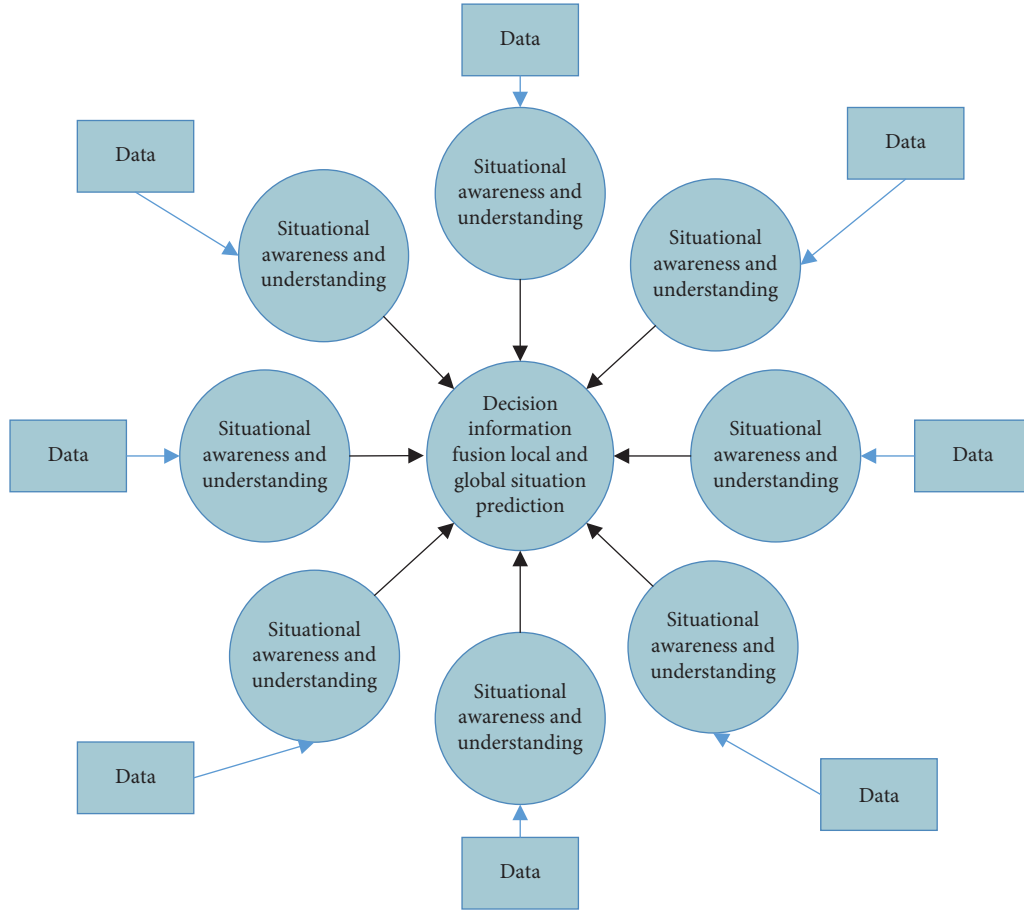 Data
Data
Data
Situational
awareness and
understanding
Situational
awareness and
understanding
Situational
awareness and
understanding
Data
Situational
awareness and
understanding
Decision
information
fusion local and
global situation
prediction
Situational
awareness and
understanding
Data
Situational
awareness and
understanding
Situational
awareness and
understanding
Situational
awareness and
understanding
Data
Data
Data